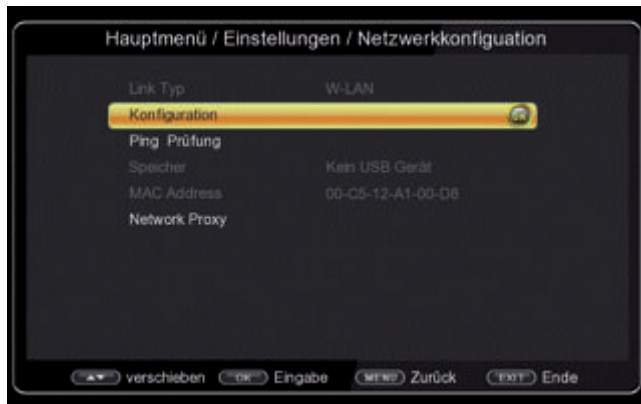 Hauptmenü / Einstellungen / Netzwerkkonfiguation
Link Typ W-LAN
Konfiguration
Ping Prüfung
Speicher Kein USB Gerät
MAC Address 00-C5-12-A1-00-D8
Network Proxy
verschieben OK Eingabe MENU Zurück EXIT Ende